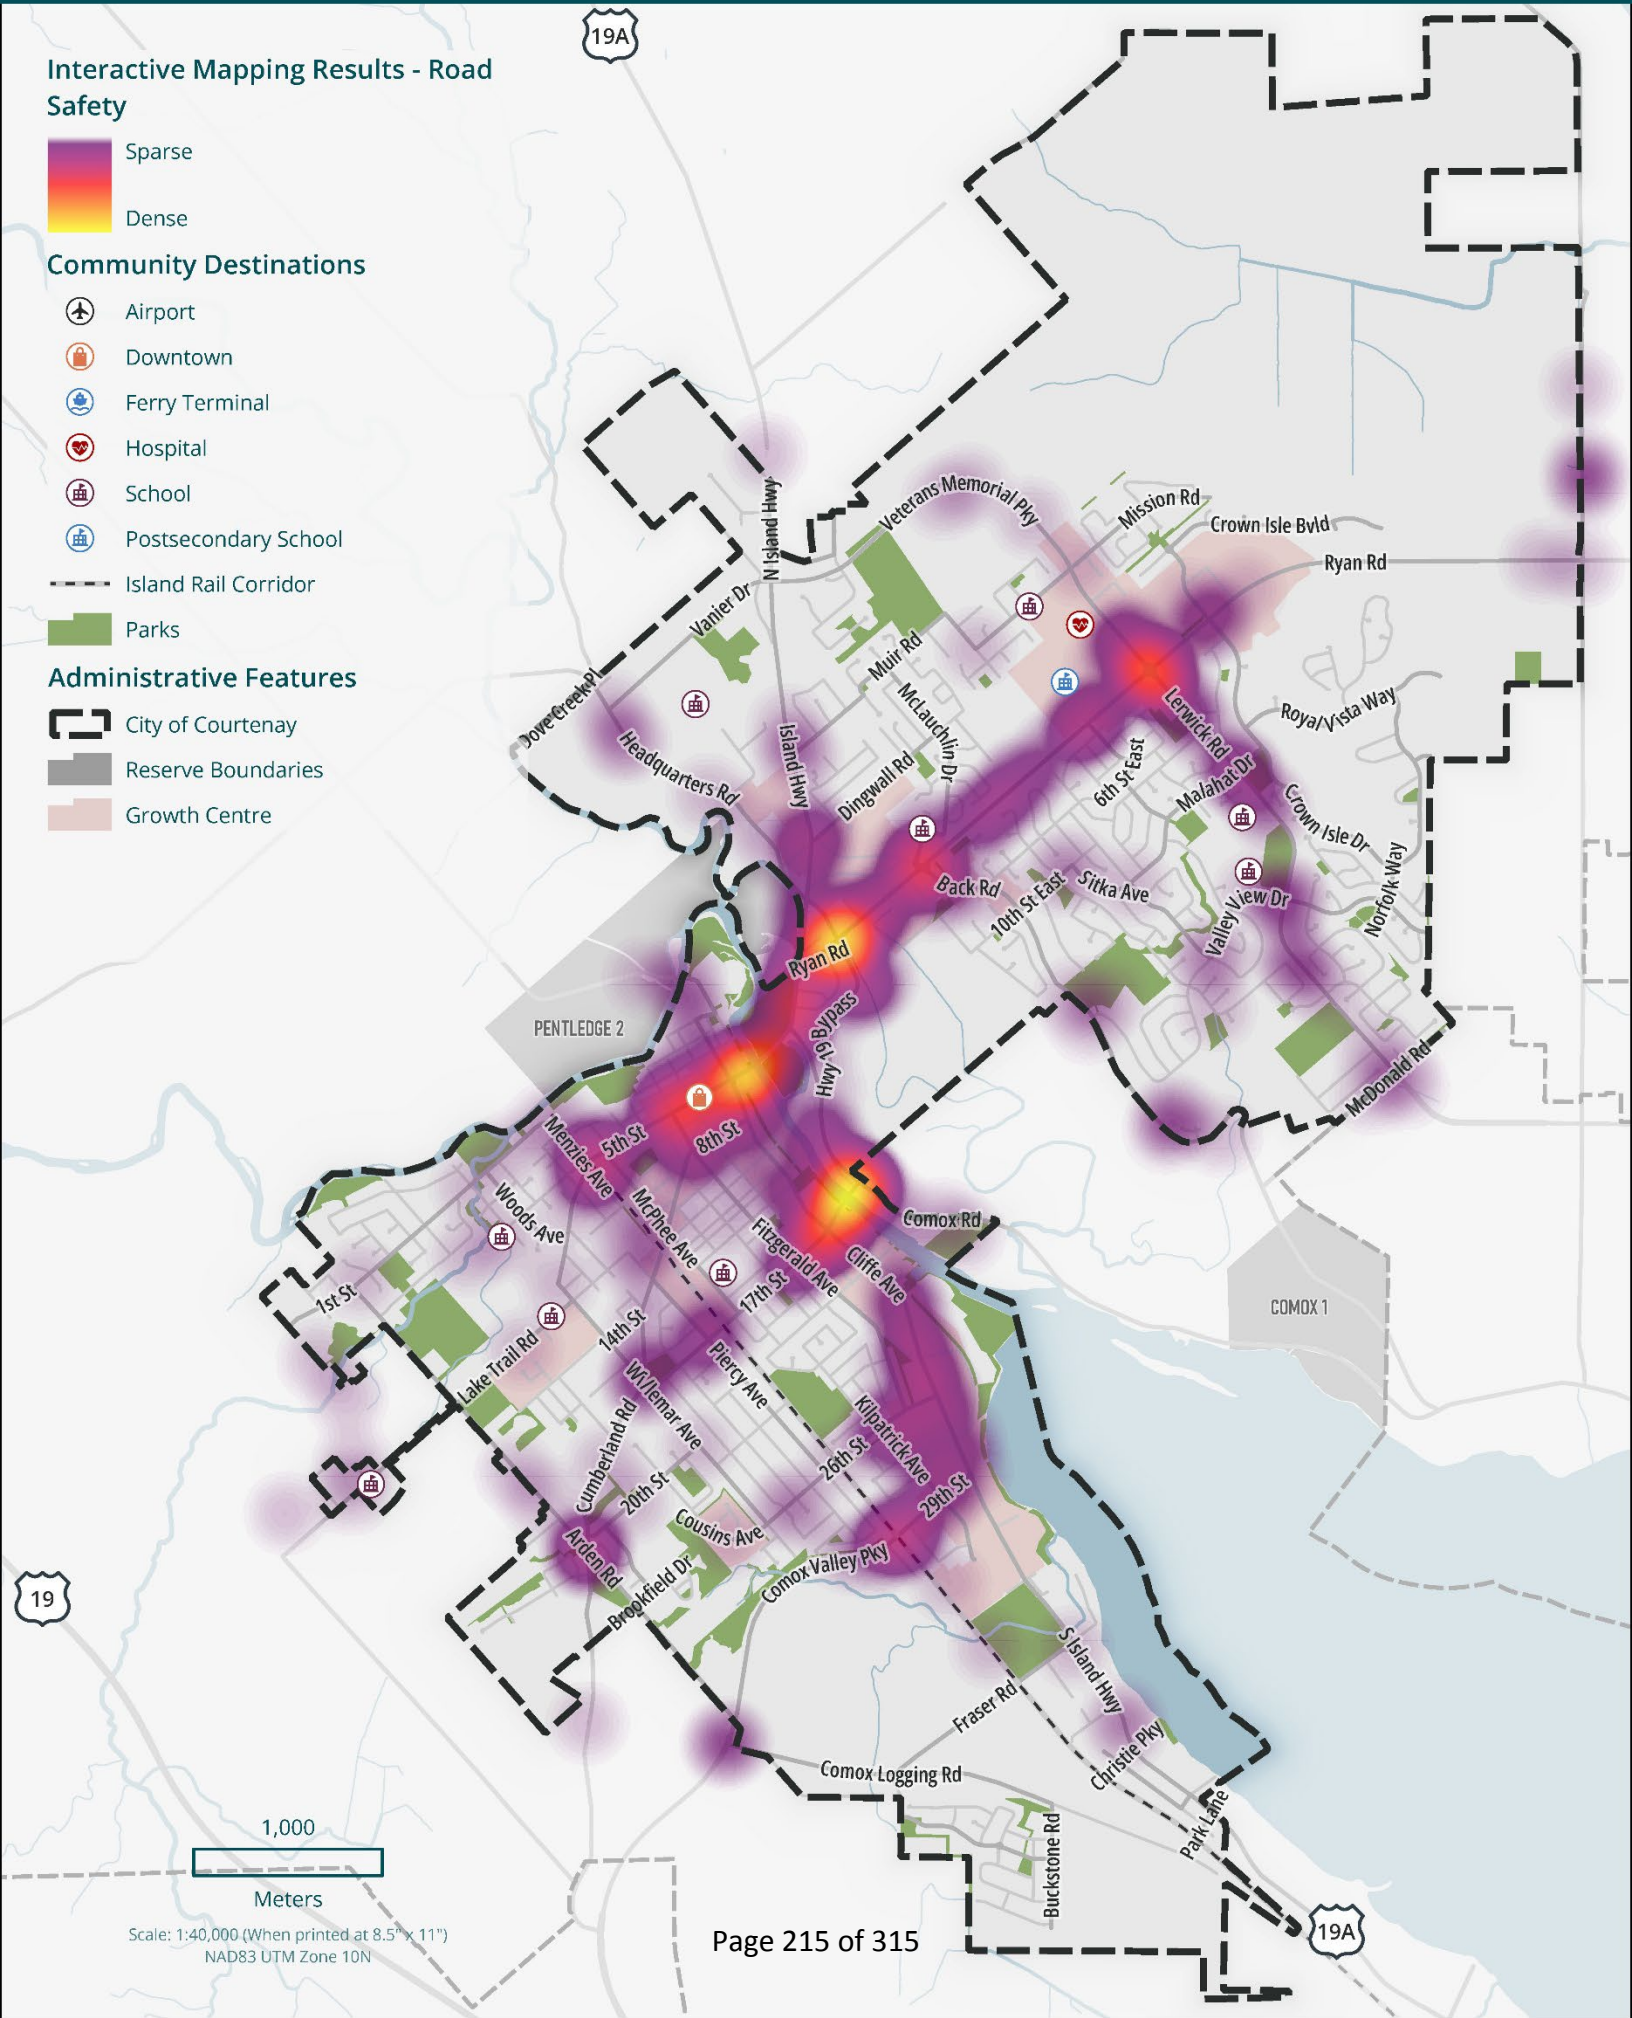 19A
Interactive Mapping Results - Road
Safety
Sparse
Dense
Community Destinations
Airport
Downtown
Ferry Terminal
Hospital
School
Postsecondary School
Island Rail Corridor
Parks
Administrative Features
City of Courtenay
Reserve Boundaries
Growth Centre
Veterans Memorial Pky
Mission Rd
Crown Isle Bvld
Ryan Rd
N Island Hwy
Vanier Dr
Muir Rd
McLauchlin Dr
Dove Creek Pl
Headquarters Rd
Island Hwy
Dingwall Rd
Lerwick Rd
Royal Vista Way
6th St East
Malahat Dr
Crown Isle Dr
Back Rd
10th St East
Sitka Ave
Valley View Dr
Norfolk Way
Ryan Rd
PENTLEDGE 2
Hwy 19 Bypass
McDonald Rd
Menzies Ave
5th St
8th St
Woods Ave
McPhee Ave
Fitzgerald Ave
Comox Rd
Cliffe Ave
17th St
1st St
14th St
COMOX 1
Lake Trail Rd
Piercy Ave
Willemar Ave
Cumberland Rd
Kilpatrick Ave
26th St
20th St
29th St
Cousins Ave
Arden Rd
Comox Valley Pky
Brookfield Dr
19
S Island Hwy
Fraser Rd
Christie Pky
Comox Logging Rd
Park Lane
Buckstone Rd
1,000
Meters
Scale: 1:40,000 (When printed at 8.5" x 11")
NAD83 UTM Zone 10N
Page 215 of 315
19A